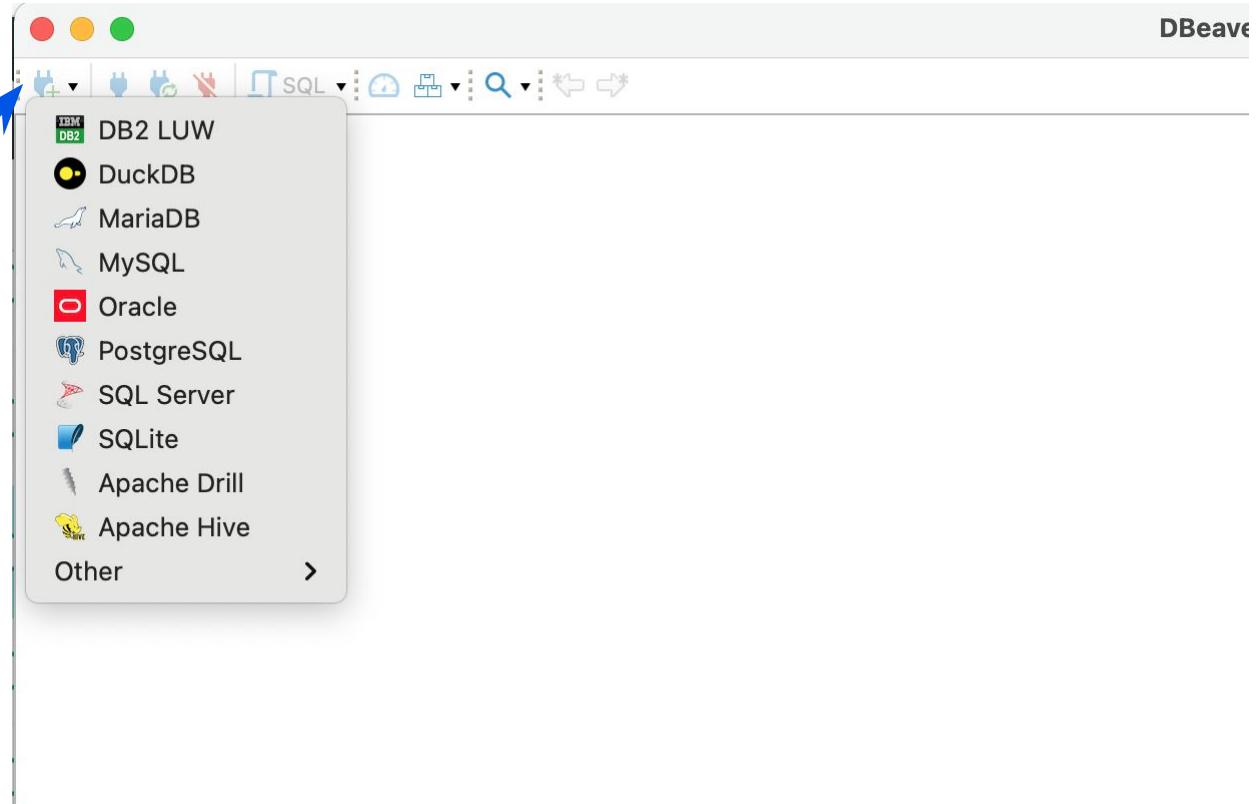 DBeave
SQL
IBM
DB2
DB2 LUW
DuckDB
MariaDB
MySQL
Oracle
PostgreSQL
SQL Server
SQLite
Apache Drill
HIVE
Apache Hive
Other